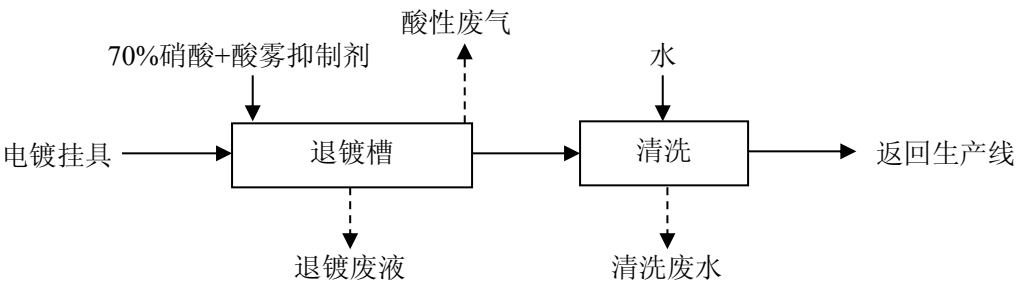 酸性废气
70%硝酸+酸雾抑制剂
水
电镀挂具
退镀槽
清洗
返回生产线
退镀废液
清洗废水